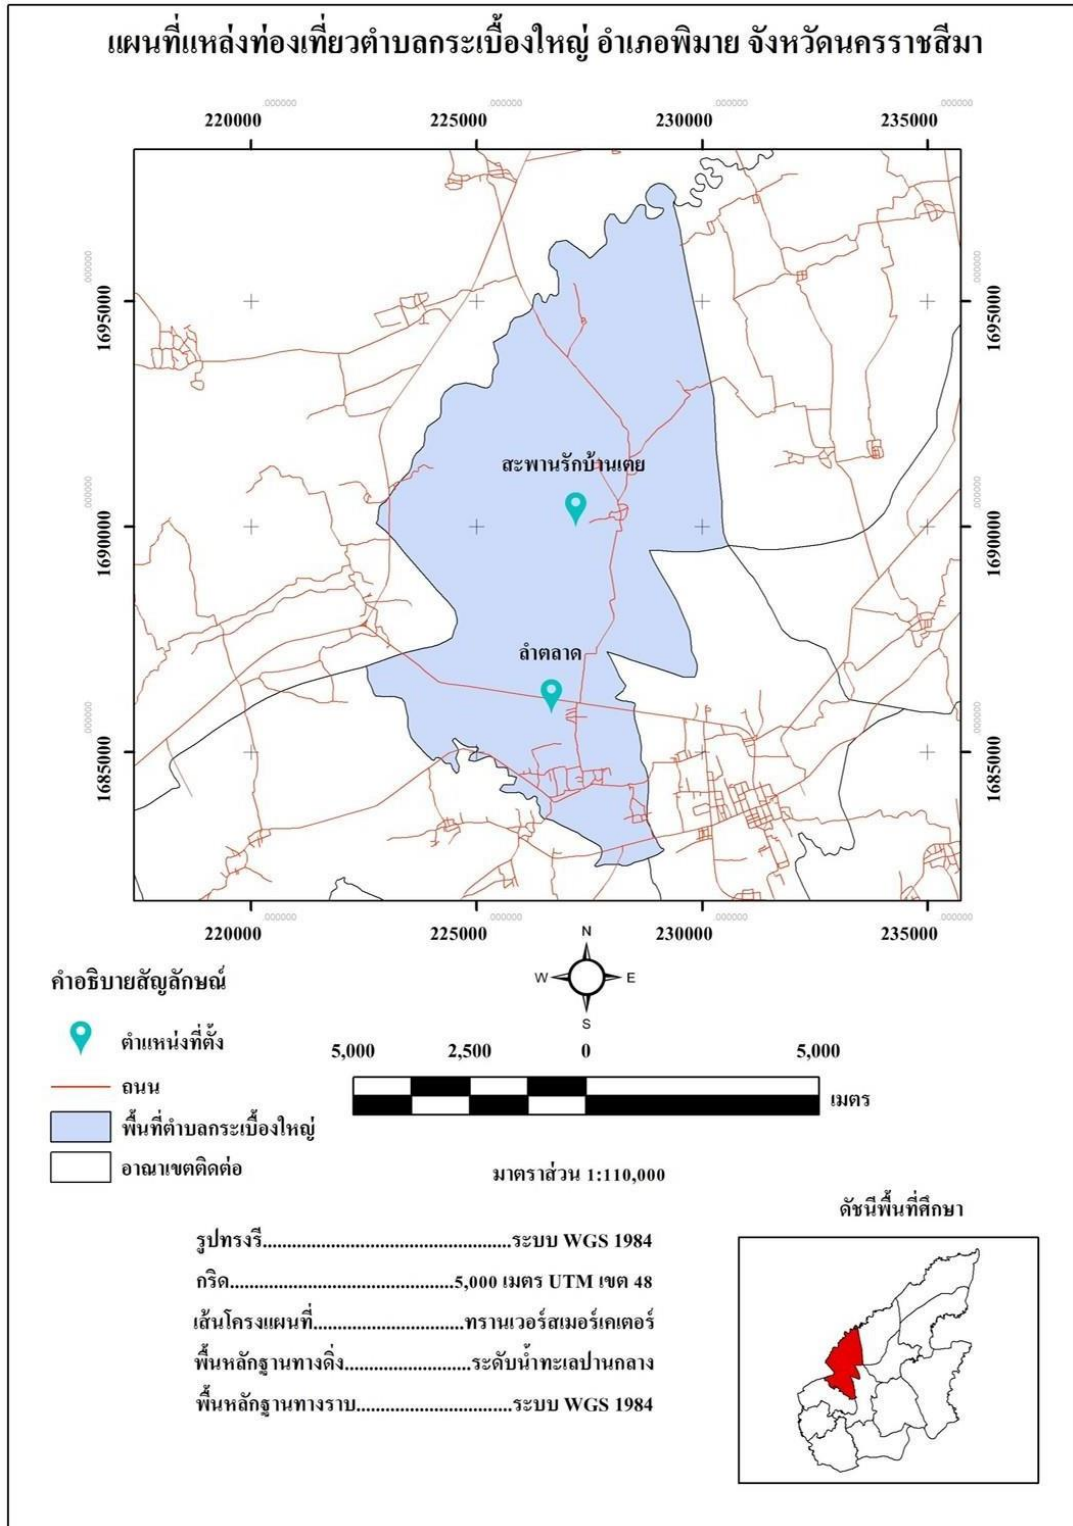 แผนที่แหล่งท่องเที่ยวตำบลกระเบื้องใหญ่ อำเภอพิมาย จังหวัดนครราชสีมา
.000000 .000000 .000000 .000000
220000 225000 230000 235000
.000000 .000000
1695000 1695000
สะพานรักบ้านเตย
.000000 .000000
1690000 1690000
ลำตลาด
.000000 .000000
1685000 1685000
.000000 .000000 .000000 .000000
220000 225000 230000 235000
N
W E
S
คำอธิบายสัญลักษณ์
ตำแหน่งที่ตั้ง
ถนน
พื้นที่ตำบลกระเบื้องใหญ่
อาณาเขตติดต่อ
5,000 2,500 0 5,000
เมตร
มาตราส่วน 1:110,000
รูปทรงรี.................................................ระบบ WGS 1984
กริด............................................5,000 เมตร UTM เขต 48
เส้นโครงแผนที่..............................ทรานเวอร์สเมอร์เคเตอร์
พื้นหลักฐานทางดิ่ง.........................ระดับน้ำทะเลปานกลาง
พื้นหลักฐานทางราบ...............................ระบบ WGS 1984
ดัชนีพื้นที่ศึกษา